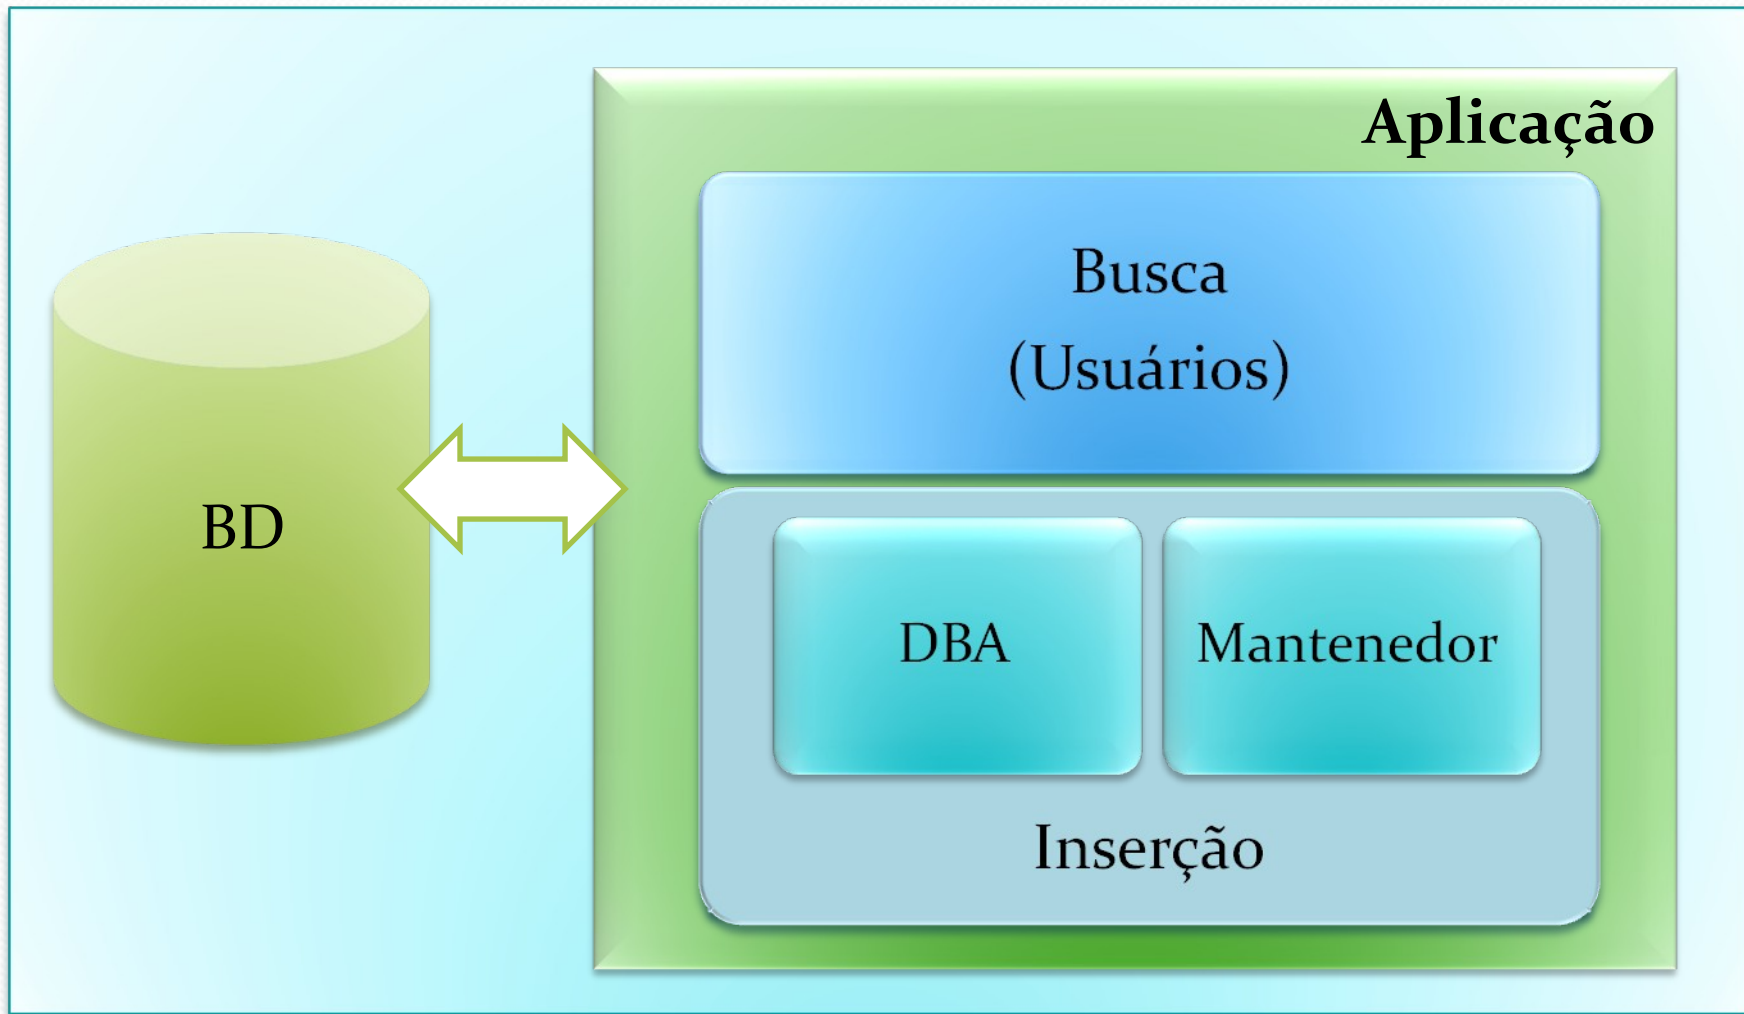 Aplicação
Busca
(Usuários)
BD
DBA
Mantenedor
Inserção